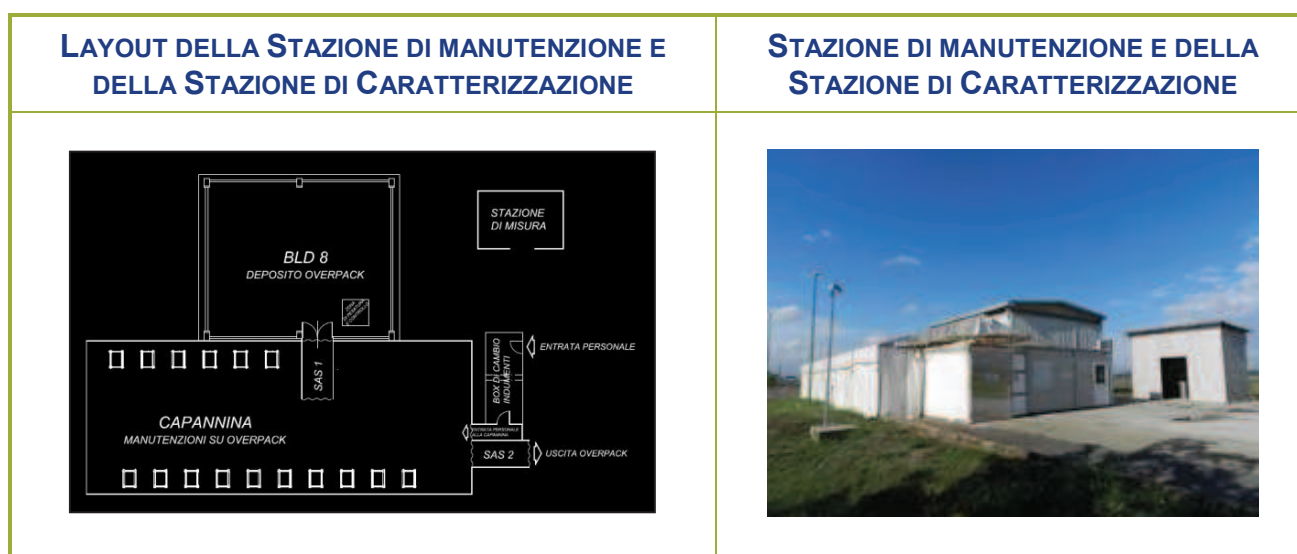 LAYOUT DELLA STAZIONE DI MANUTENZIONE E
DELLA STAZIONE DI CARATTERIZZAZIONE
STAZIONE DI MANUTENZIONE E DELLA
STAZIONE DI CARATTERIZZAZIONE
STAZIONE
DI MISURA
BLD 8
DEPOSITO OVERPACK
SAS 1
BOX DI CAMBIO
INDUMENTI
ENTRATA PERSONALE
CAPANNINA
MANUTENZIONI SU OVERPACK
ENTRATA PERSONALE
ALLA CAPANNINA
SAS 2
USCITA OVERPACK